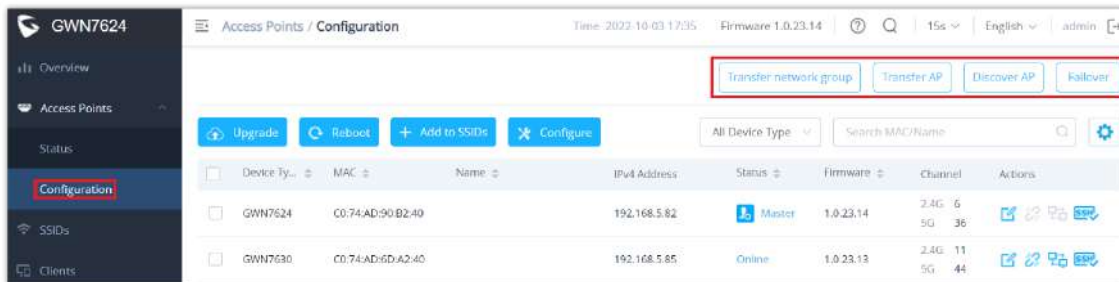 GWN7624
Access Points / Configuration
Time 2022-10-03 17:35
Firmware 1.0.23.14
15s
English
admin
Overview
Transfer network group
Transfer AP
Discover AP
Failover
Access Points
Upgrade
Reboot
+ Add to SSIDs
Configure
All Device Type
Search MAC/Name
Status
Device Ty...
MAC
Name
IPv4 Address
Status
Firmware
Channel
Actions
Configuration
GWN7624
C0:74:AD:90:B2:40
192.168.5.82
Master
1.0.23.14
2.4G 6
5G 36
SSH
SSIDs
GWN7630
C0:74:AD:6D:A2:40
192.168.5.85
Online
1.0.23.13
2.4G 11
5G 44
SSH
Clients